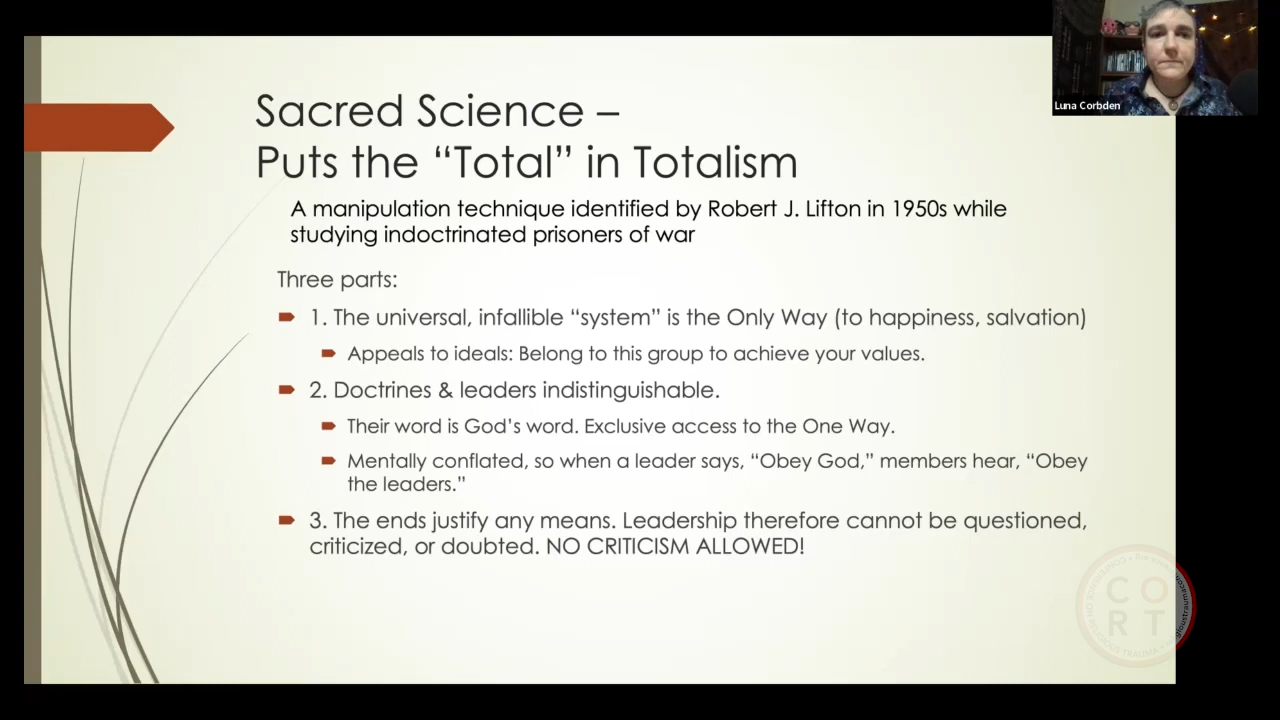 Luna Corbden
Sacred Science –
Puts the “Total” in Totalism
A manipulation technique identified by Robert J. Lifton in 1950s while
studying indoctrinated prisoners of war
Three parts:
1. The universal, infallible “system” is the Only Way (to happiness, salvation)
Appeals to ideals: Belong to this group to achieve your values.
2. Doctrines & leaders indistinguishable.
Their word is God’s word. Exclusive access to the One Way.
Mentally conflated, so when a leader says, “Obey God,” members hear, “Obey
the leaders.”
3. The ends justify any means. Leadership therefore cannot be questioned,
criticized, or doubted. NO CRITICISM ALLOWED!
CO
RT